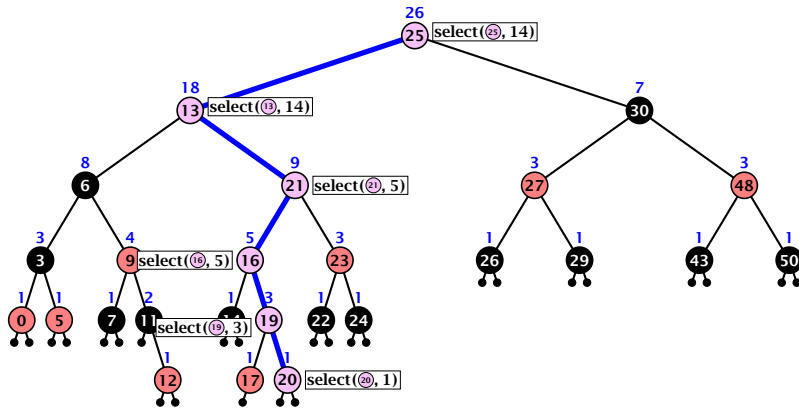 26
25 select(25, 14)
18 7
13 select(13, 14) 30
8 9 3 3
6 21 select(21, 5) 27 48
3 4 5 3 1 1 1 1
3 9 select(16, 5) 16 23 26 29 43 50
1 1 1 2 1 3 1 1
0 5 7 11 select(19, 3) 19 22 24
1 1 1
12 17 20 select(20, 1)